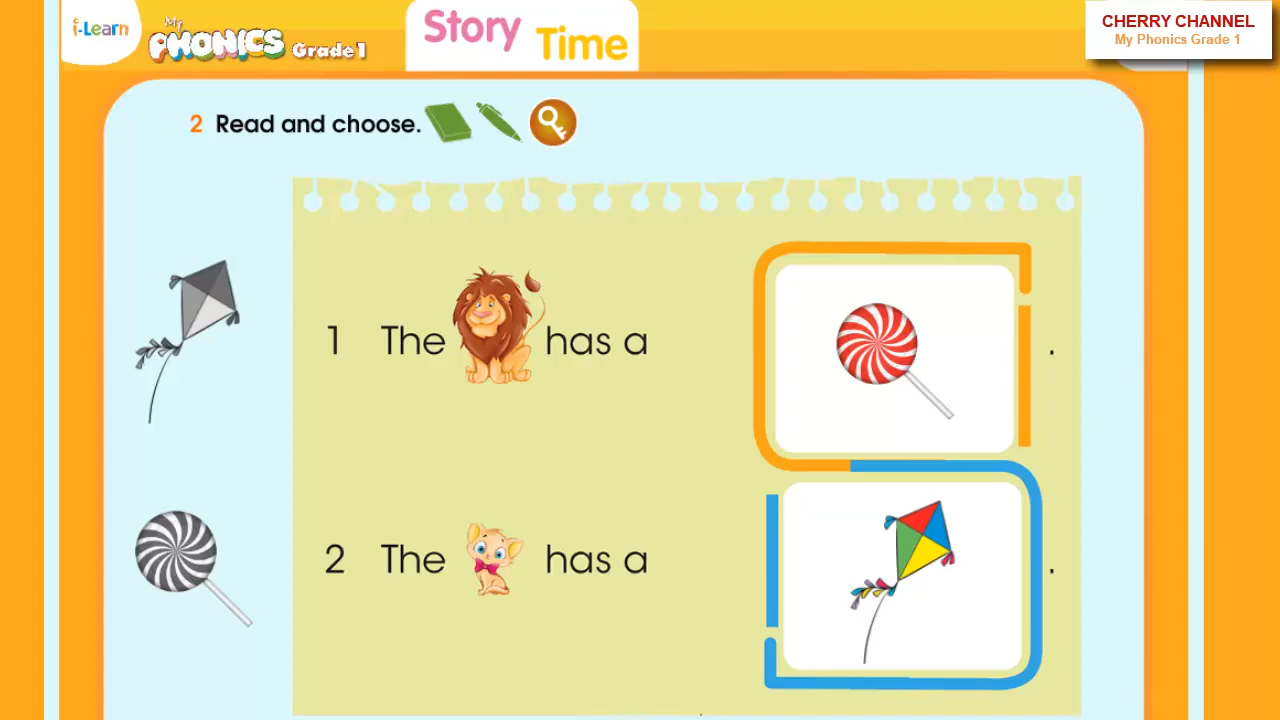 i-Learn
My
PHONICS Grade 1
Story
Time
CHERRY CHANNEL
My Phonics Grade 1
2 Read and choose.
1 The has a .
2 The has a .